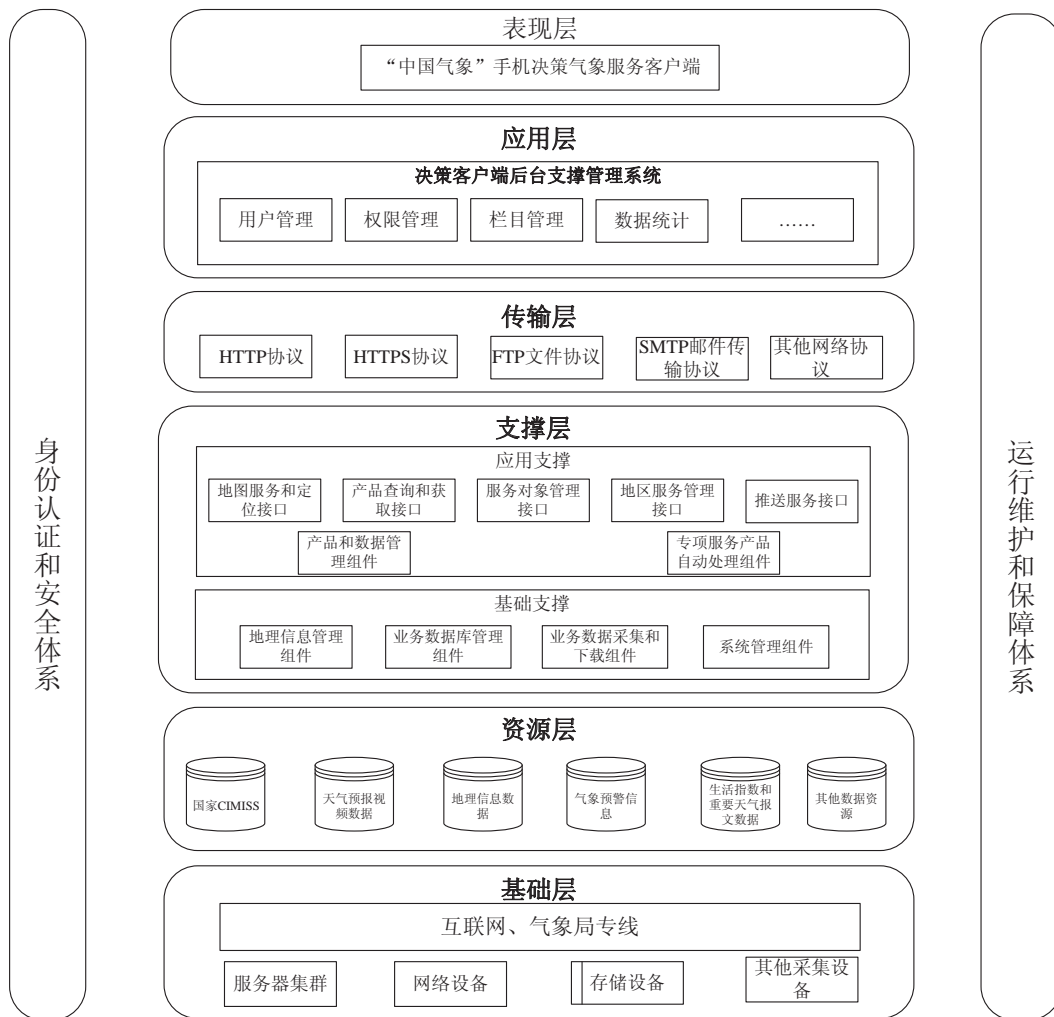 表现层
“中国气象”手机决策气象服务客户端
应用层
决策客户端后台支撑管理系统
用户管理
权限管理
栏目管理
数据统计
……
传输层
HTTP协议
HTTPS协议
FTP文件协议
SMTP邮件传
输协议
其他网络协
议
支撑层
应用支撑
地图服务和定
位接口
产品查询和获
取接口
服务对象管理
接口
地区服务管理
接口
推送服务接口
产品和数据管
理组件
专项服务产品
自动处理组件
基础支撑
地理信息管理
组件
业务数据库管理
组件
业务数据采集和
下载组件
系统管理组件
资源层
国家CIMISS
天气预报视
频数据
地理信息数
据
气象预警信
息
生活指数和
重要天气报
文数据
其他数据资
源
基础层
互联网、气象局专线
服务器集群
网络设备
存储设备
其他采集设
备
身份认证和安全体系
运行维护和保障体系